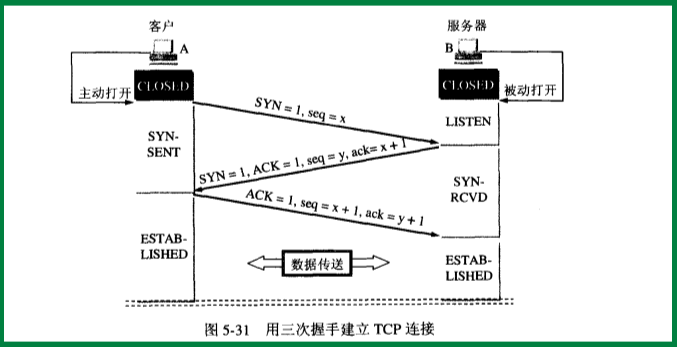 客户
服务器
A
B
CLOSED
CLOSED
主动打开
被动打开
SYN = 1, seq = x
LISTEN
SYN-
SENT
SYN = 1, ACK = 1, seq = y, ack= x + 1
SYN-
RCVD
ACK = 1, seq = x + 1, ack = y + 1
ESTAB-
LISHED
数据传送
ESTAB-
LISHED
图 5-31 用三次握手建立 TCP 连接